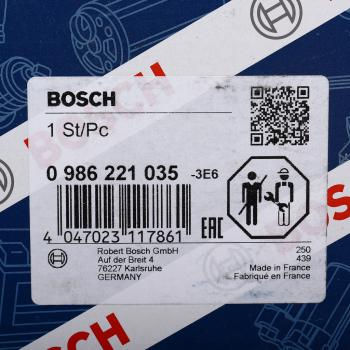 BOSCH
1 St/Pc
0 986 221 035 -3E6
4 047023 117861
EAC
Robert Bosch GmbH
Auf der Breit 4
76227 Karlsruhe
GERMANY
250
439
Made in France
Fabriqué en France
BOSCH
BOSCH